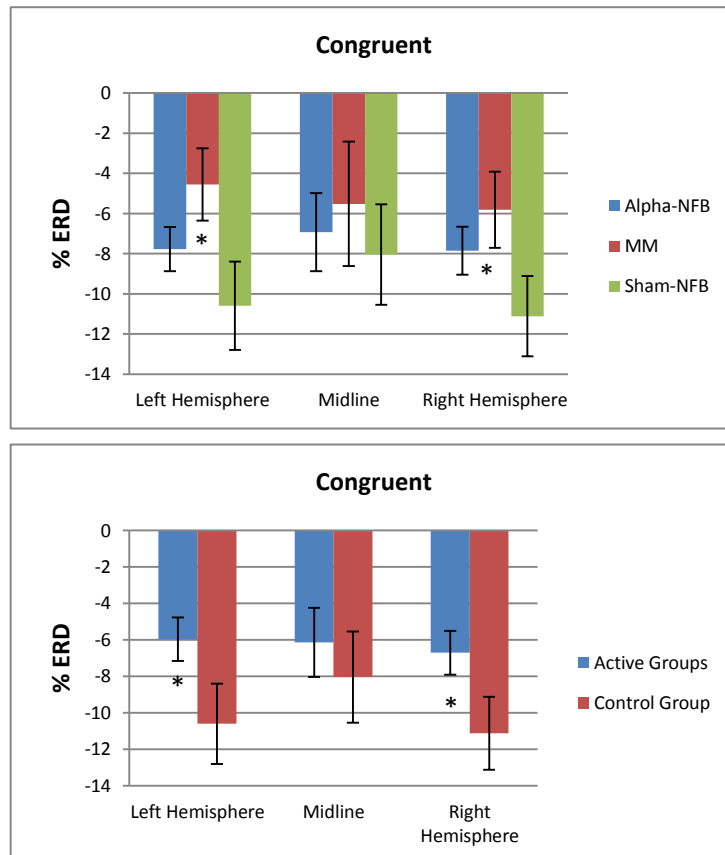 Congruent
0
-2
-4
-6
-8
-10
-12
-14
% ERD
*
*
Left Hemisphere Midline Right Hemisphere
Alpha-NFB
MM
Sham-NFB
Congruent
0
-2
-4
-6
-8
-10
-12
-14
% ERD
*
*
Left Hemisphere Midline Right
Hemisphere
Active Groups
Control Group